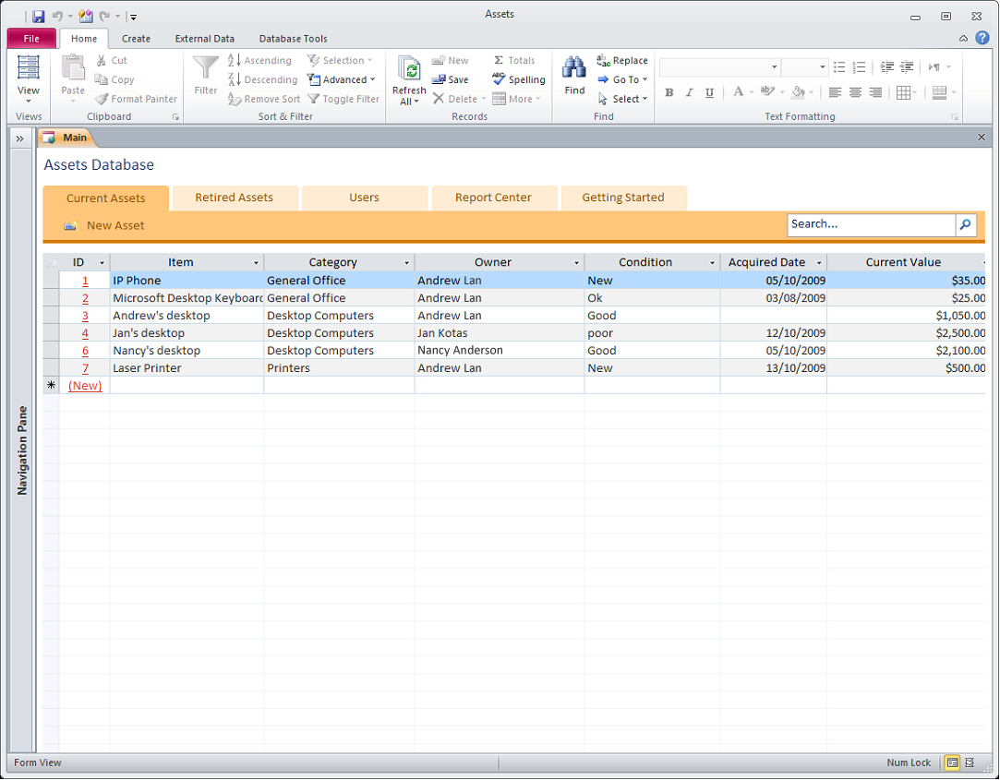 Assets
File Home Create External Data Database Tools
View Paste Cut Copy Format Painter Filter Ascending Descending Remove Sort Selection Advanced Toggle Filter Refresh All New Save Delete Totals Spelling More Find Replace Go To Select B I U A ab
Views Clipboard Sort & Filter Records Find Text Formatting
» Main
Assets Database
Current Assets Retired Assets Users Report Center Getting Started
New Asset Search...
ID Item Category Owner Condition Acquired Date Current Value
1 IP Phone General Office Andrew Lan New 05/10/2009 $35.00
2 Microsoft Desktop Keyboard General Office Andrew Lan Ok 03/08/2009 $25.00
3 Andrew's desktop Desktop Computers Andrew Lan Good $1,050.00
4 Jan's desktop Desktop Computers Jan Kotas poor 12/10/2009 $2,500.00
6 Nancy's desktop Desktop Computers Nancy Anderson Good 05/10/2009 $2,100.00
7 Laser Printer Printers Andrew Lan New 13/10/2009 $500.00
* (New)
Navigation Pane
Form View Num Lock